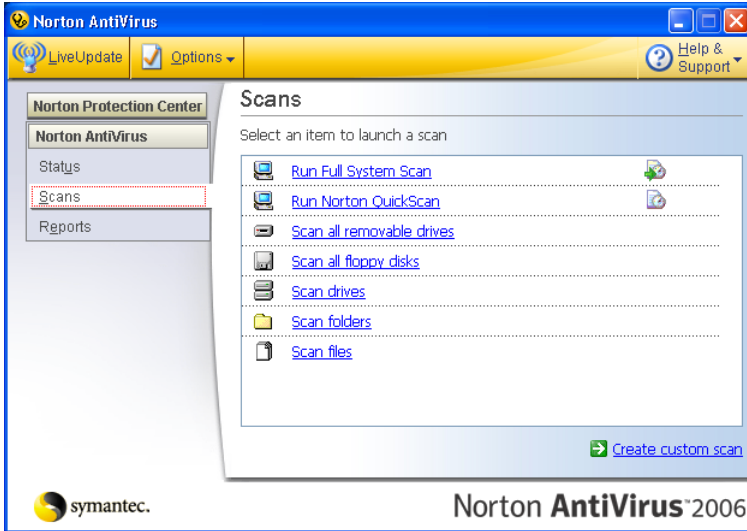 Norton AntiVirus
LiveUpdate
Options
Help &
Support
Norton Protection Center
Norton AntiVirus
Status
Scans
Reports
Scans
Select an item to launch a scan
Run Full System Scan
Run Norton QuickScan
Scan all removable drives
Scan all floppy disks
Scan drives
Scan folders
Scan files
Create custom scan
symantec.
Norton AntiVirus™2006